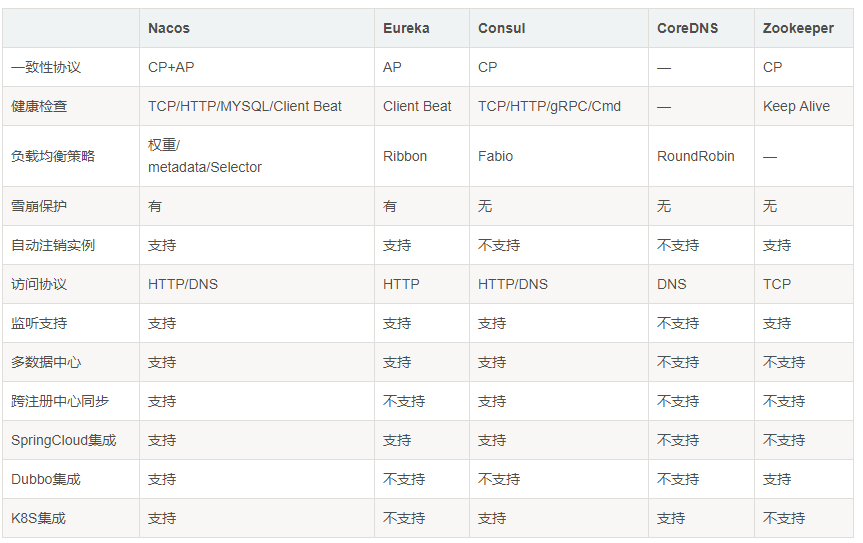 Nacos Eureka Consul CoreDNS Zookeeper
一致性协议 CP+AP AP CP — CP
健康检查 TCP/HTTP/MYSQL/Client Beat Client Beat TCP/HTTP/gRPC/Cmd — Keep Alive
负载均衡策略 权重/
metadata/Selector Ribbon Fabio RoundRobin —
雪崩保护 有 有 无 无 无
自动注销实例 支持 支持 不支持 不支持 支持
访问协议 HTTP/DNS HTTP HTTP/DNS DNS TCP
监听支持 支持 支持 支持 不支持 支持
多数据中心 支持 支持 支持 不支持 不支持
跨注册中心同步 支持 不支持 支持 不支持 不支持
SpringCloud集成 支持 支持 支持 不支持 不支持
Dubbo集成 支持 不支持 不支持 不支持 支持
K8S集成 支持 不支持 支持 支持 不支持